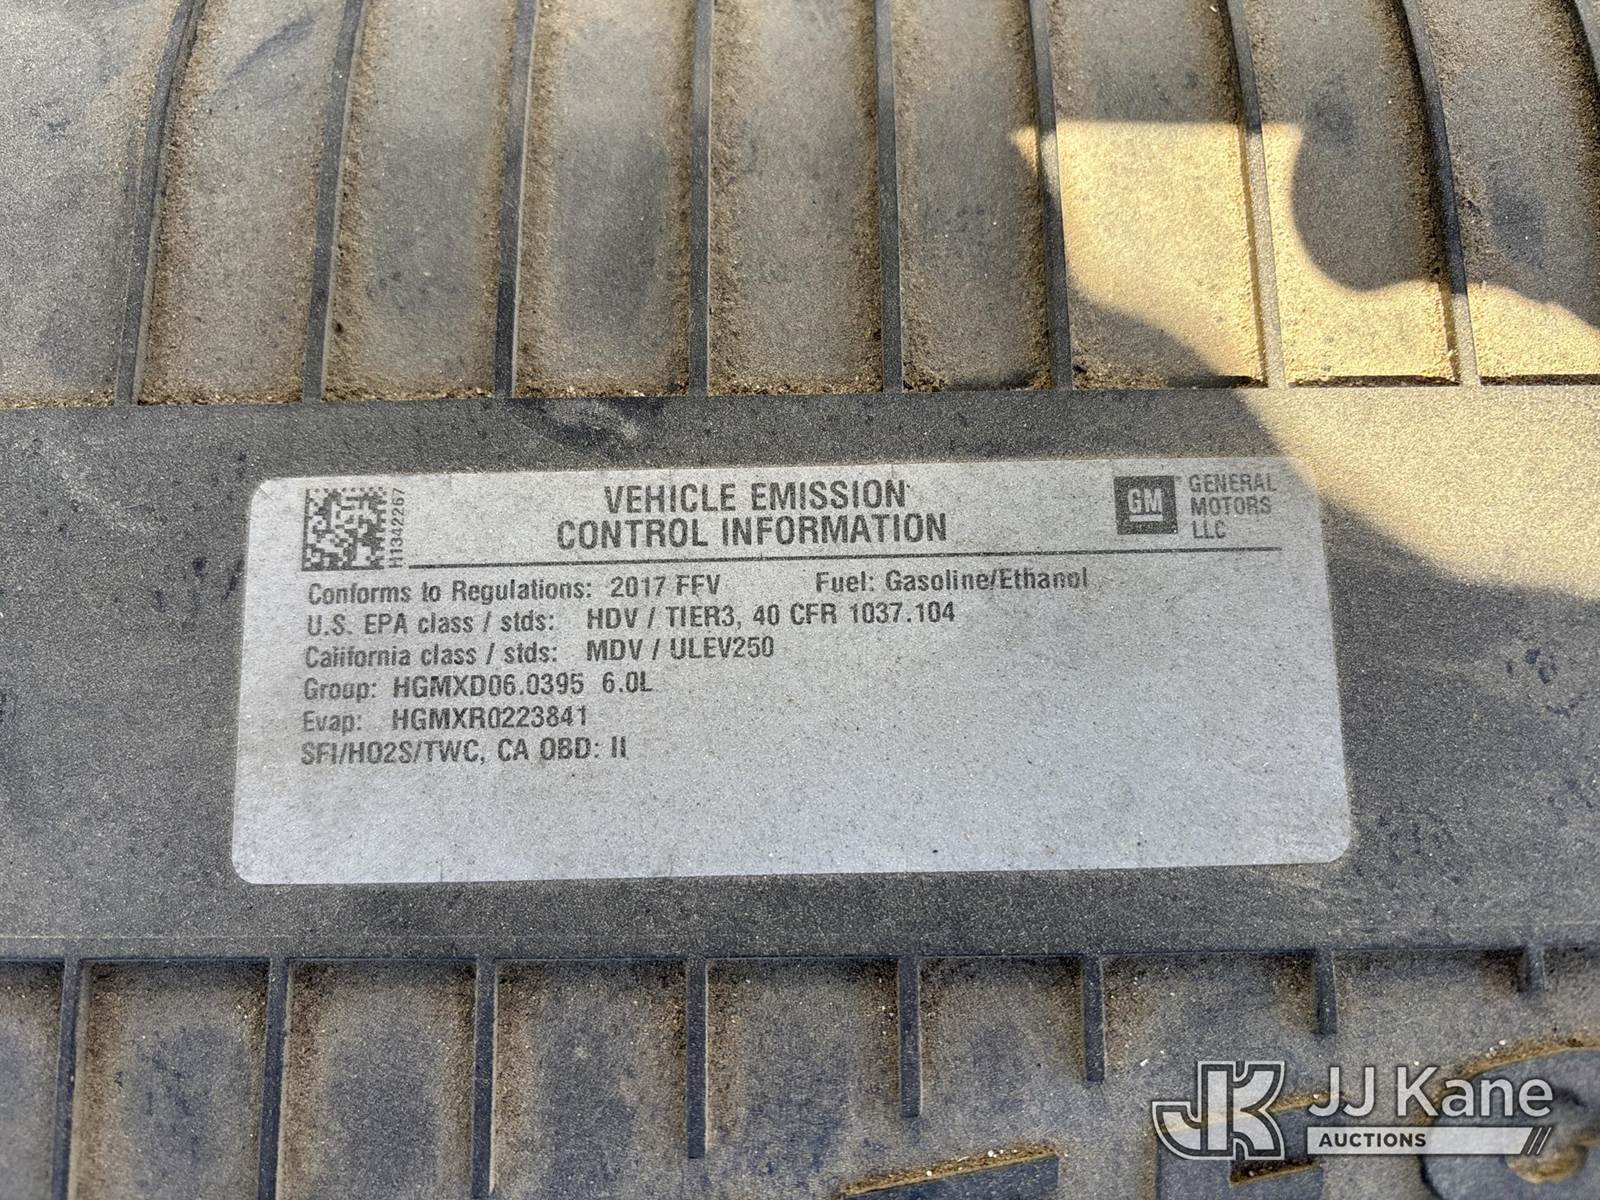 H1342267
VEHICLE EMISSION
CONTROL INFORMATION
GM
GENERAL
MOTORS
LLC
Conforms to Regulations: 2017 FFV Fuel: Gasoline/Ethanol
U.S. EPA class / stds: HDV / TIER3, 40 CFR 1037.104
California class / stds: MDV / ULEV250
Group: HGMXD06.0395 6.0L
Evap: HGMXR0223841
SFI/HO2S/TWC, CA OBD: II
JK JJ Kane
AUCTIONS